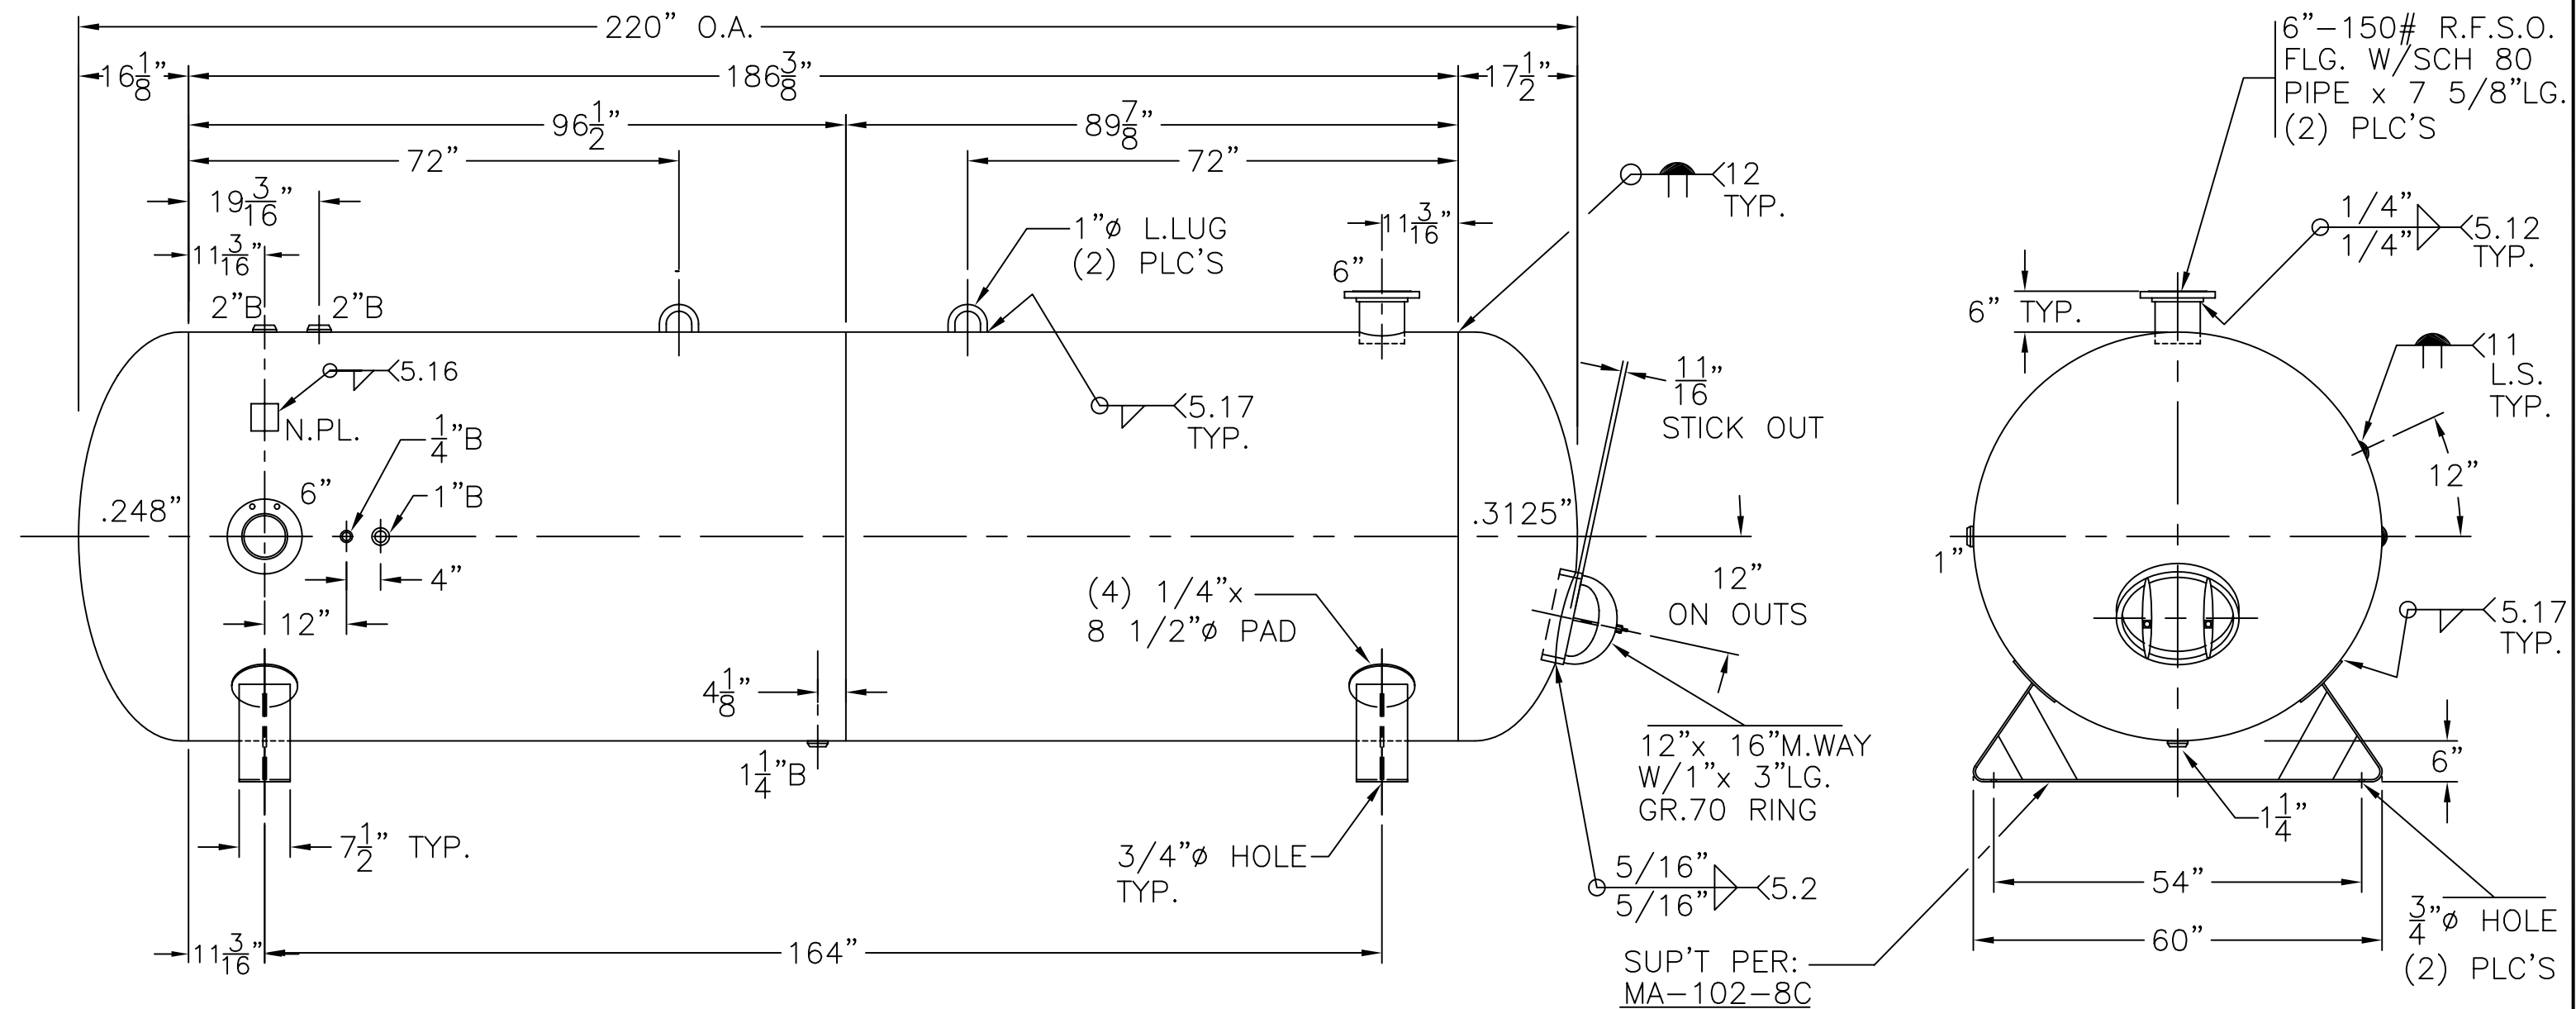 220” O.A.
16 1/8”
186 3/8”
17 1/2”
96 1/2”
89 7/8”
72”
72”
19 3/16”
11 3/16”
11 3/16”
2”B
2”B
1”ø L.LUG
(2) PLC’S
6”
12
TYP.
5.16
N.PL.
5.17
TYP.
11/16”
STICK OUT
1/4”B
1”B
6”
.248”
.3125”
4”
12”
12”
ON OUTS
(4) 1/4”x
8 1/2”ø PAD
4 1/8”
1 1/4”B
7 1/2” TYP.
3/4”ø HOLE
TYP.
12”x 16”M.WAY
W/1”x 3”LG.
GR.70 RING
5/16”
5/16”
5.2
11 3/16”
164”
SUP’T PER:
MA-102-8C
6”-150# R.F.S.O.
FLG. W/SCH 80
PIPE x 7 5/8”LG.
(2) PLC’S
1/4”
1/4”
5.12
TYP.
6” TYP.
11
L.S.
TYP.
12”
1”
5.17
TYP.
6”
1 1/4”
54”
60”
3/4”ø HOLE
(2) PLC’S